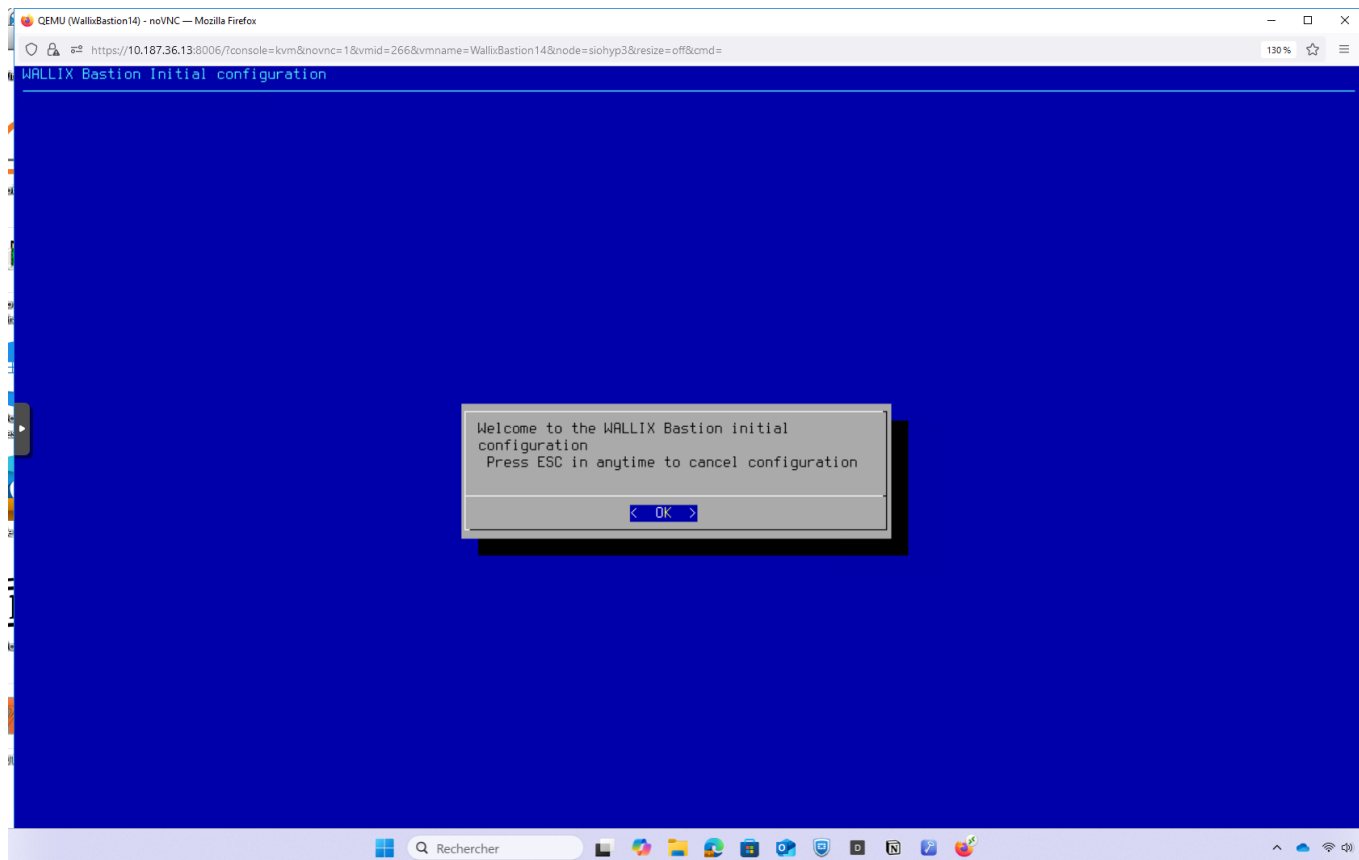 QEMU (WallixBastion14) - noVNC — Mozilla Firefox
https://10.187.36.13:8006/?console=kvm&novnc=1&vmid=266&vmname=WallixBastion14&node=siohyp3&resize=off&cmd=
130 %
WALLIX Bastion Initial configuration
Welcome to the WALLIX Bastion initial
configuration
Press ESC in anytime to cancel configuration
< OK >
Rechercher